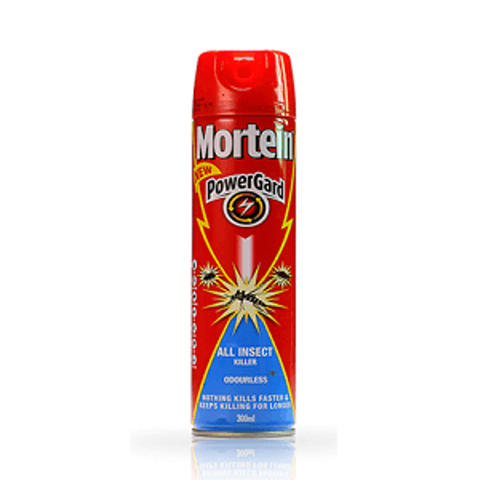 Mortein
NEW
PowerGard
ALL INSECT
KILLER
ODOURLESS
NOTHING KILLS FASTER &
KEEPS KILLING FOR LONGER
300ml